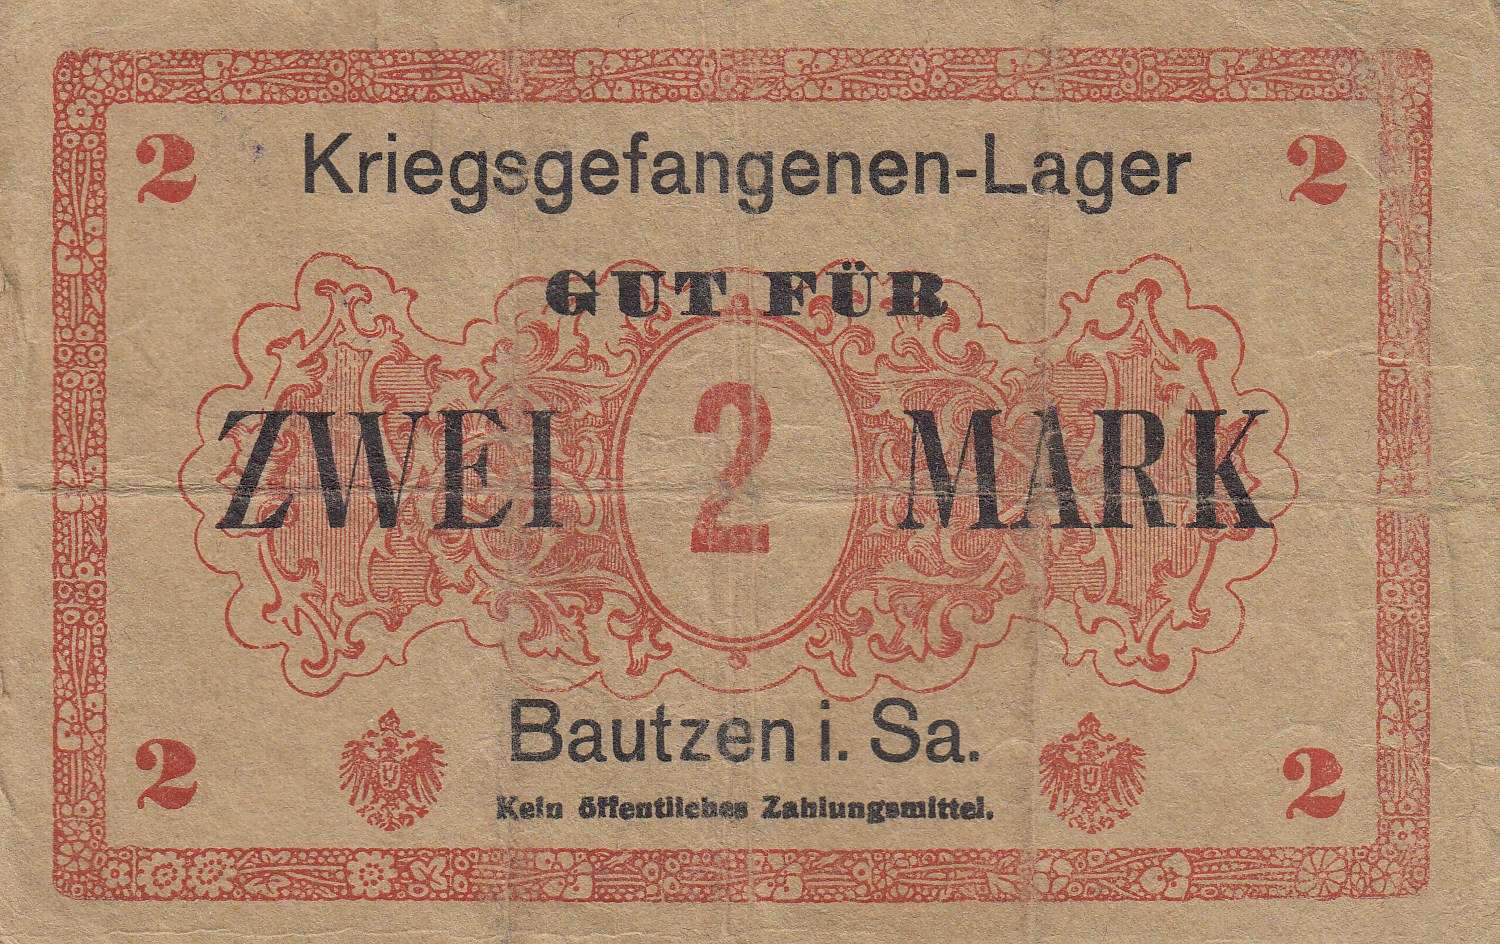 2 Kriegsgefangenen-Lager 2
GUT FÜR
ZWEI 2 MARK
Bautzen i. Sa.
2 Kein öffentliches Zahlungsmittel. 2